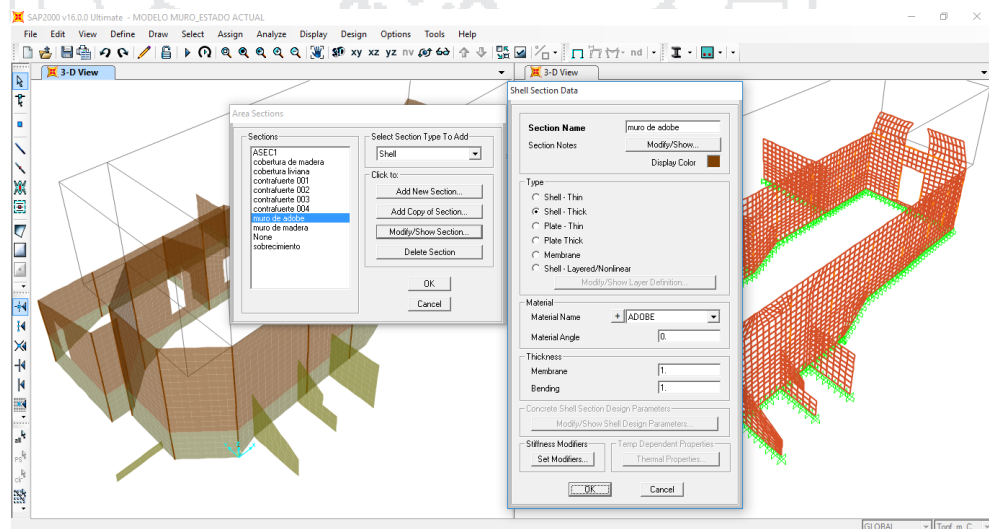 SAP2000 v16.0.0 Ultimate - MODELO MURO_ESTADO ACTUAL
File Edit View Define Draw Select Assign Analyze Display Design Options Tools Help
xy xz yz nv
nd
3-D View
3-D View
Area Sections
Sections
ASEC1
cobertura de madera
cobertura liviana
contrafuerte 001
contrafuerte 002
contrafuerte 003
contrafuerte 004
muro de adobe
muro de madera
None
sobrecimiento
Select Section Type To Add
Shell
Click to:
Add New Section...
Add Copy of Section...
Modify/Show Section...
Delete Section
OK
Cancel
Shell Section Data
Section Name muro de adobe
Section Notes Modify/Show...
Display Color
Type
Shell - Thin
Shell - Thick
Plate - Thin
Plate Thick
Membrane
Shell - Layered/Nonlinear
Modify/Show Layer Definition...
Material
Material Name + ADOBE
Material Angle 0.
Thickness
Membrane 1.
Bending 1.
Concrete Shell Section Design Parameters
Modify/Show Shell Design Parameters...
Stiffness Modifiers
Set Modifiers...
Temp Dependent Properties
Thermal Properties...
OK
Cancel
all
PS
clr
GLOBAL
Tonf, m, C